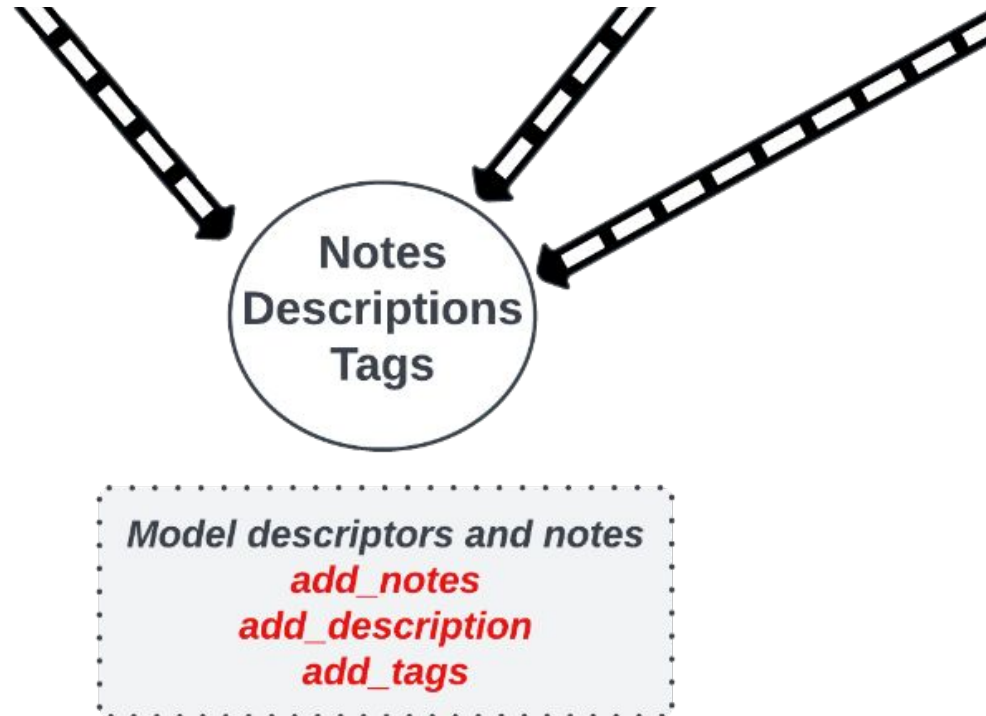 Notes
Descriptions
Tags
Model descriptors and notes
add_notes
add_description
add_tags